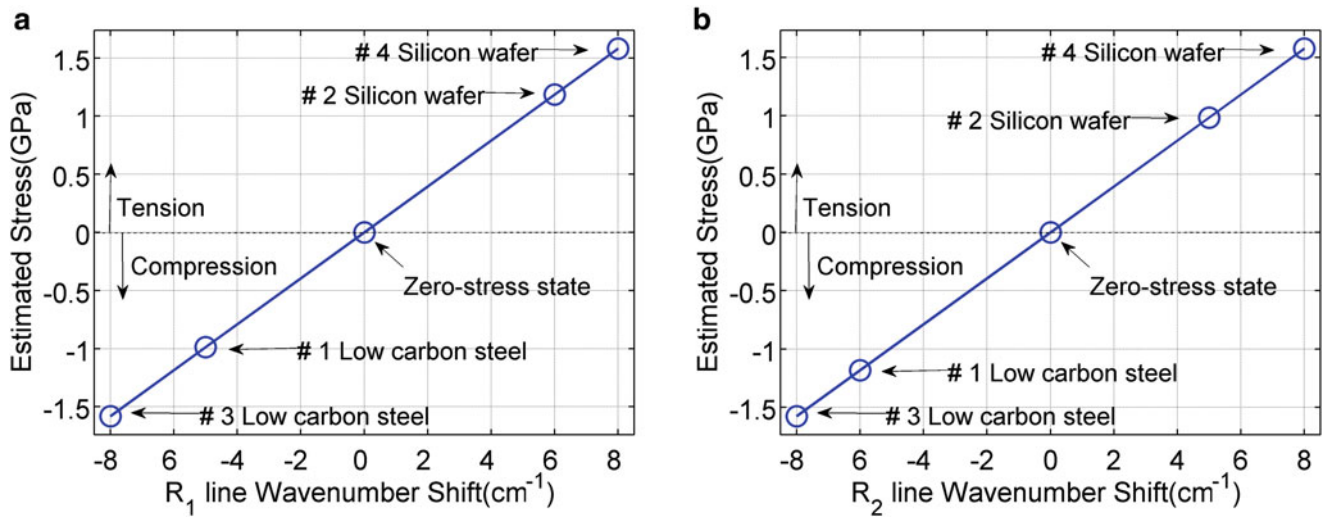 a
Estimated Stress(GPa)
1.5
1
0.5
0
-0.5
-1
-1.5
# 4 Silicon wafer
# 2 Silicon wafer
Tension
Compression
Zero-stress state
# 1 Low carbon steel
# 3 Low carbon steel
-8 -6 -4 -2 0 2 4 6 8
R₁ line Wavenumber Shift(cm⁻¹)
b
Estimated Stress(GPa)
1.5
1
0.5
0
-0.5
-1
-1.5
# 4 Silicon wafer
# 2 Silicon wafer
Tension
Compression
Zero-stress state
# 1 Low carbon steel
# 3 Low carbon steel
-8 -6 -4 -2 0 2 4 6 8
R₂ line Wavenumber Shift(cm⁻¹)